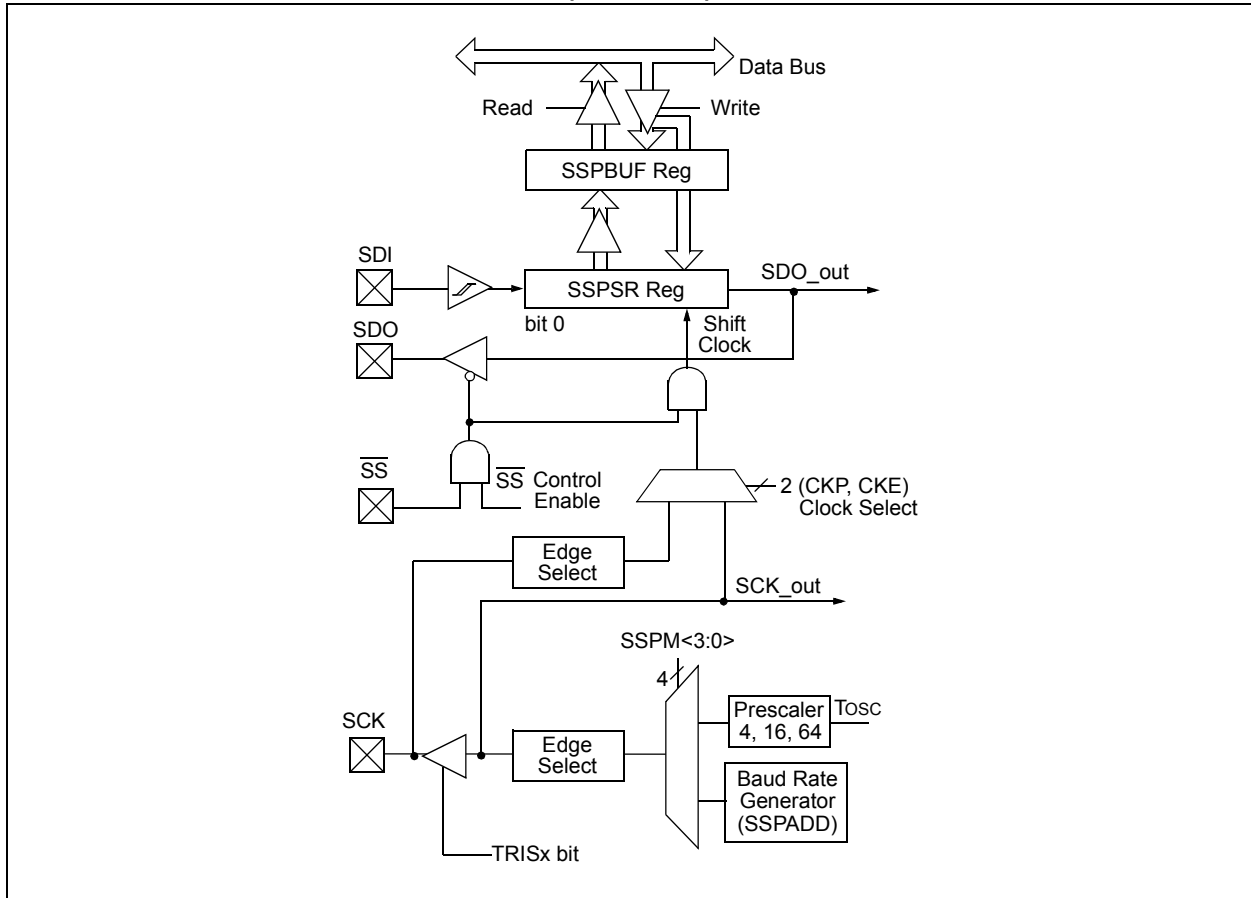 Data Bus
Read
Write
SSPBUF Reg
SDI
SDO_out
SSPSR Reg
bit 0
Shift
Clock
SDO
SS
SS Control
Enable
2 (CKP, CKE)
Clock Select
Edge
Select
SCK_out
SSPM<3:0>
4
SCK
Prescaler
4, 16, 64
TOSC
Edge
Select
Baud Rate
Generator
(SSPADD)
TRISx bit